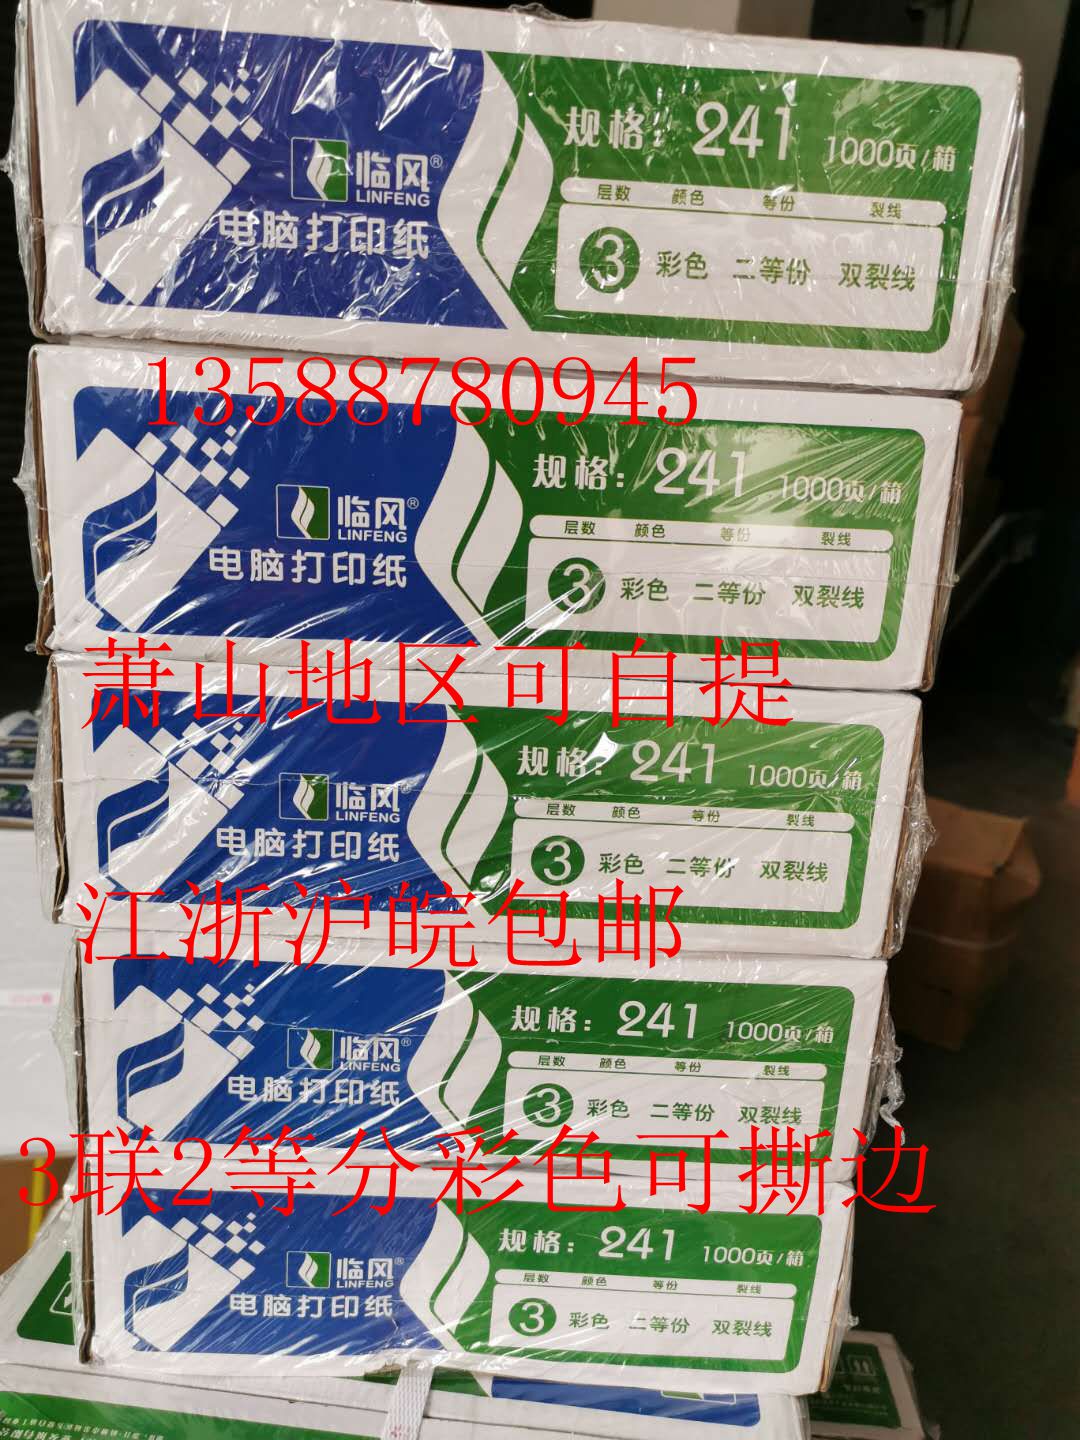 临风®
LINFENG
电脑打印纸
规格：241 1000页/箱
层数 颜色 等份 裂线
3 彩色 二等份 双裂线
13588780945
临风®
LINFENG
电脑打印纸
规格：241 1000页/箱
层数 颜色 等份 裂线
3 彩色 二等份 双裂线
萧山地区可自提
临风®
LINFENG
电脑打印纸
规格：241 1000页/箱
层数 颜色 等份 裂线
3 彩色 二等份 双裂线
江浙沪皖包邮
临风®
LINFENG
电脑打印纸
规格：241 1000页/箱
层数 颜色 等份 裂线
3 彩色 二等份 双裂线
3联2等分彩色可撕边
临风®
LINFENG
电脑打印纸
规格：241 1000页/箱
层数 颜色 等份 裂线
3 彩色 二等份 双裂线